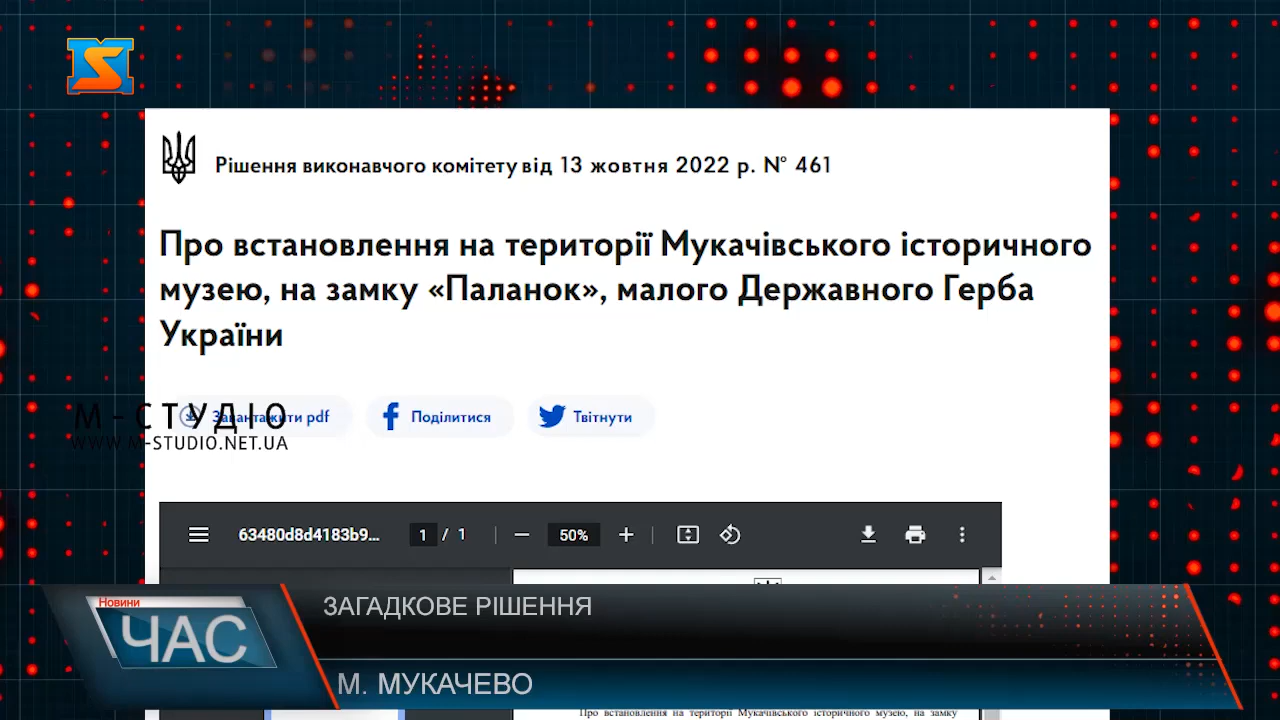 Рішення виконавчого комітету від 13 жовтня 2022 р. № 461
Про встановлення на території Мукачівського історичного
музею, на замку «Паланок», малого Державного Герба
України
Завантажити pdf
Поділитися
Твітнути
М-СТУДІО
WWW.M-STUDIO.NET.UA
63480d8d4183b9...
1 / 1
50%
Новини
ЧАС
ЗАГАДКОВЕ РІШЕННЯ
М. МУКАЧЕВО
Про встановлення на території Мукачівського історичного музею, на замку